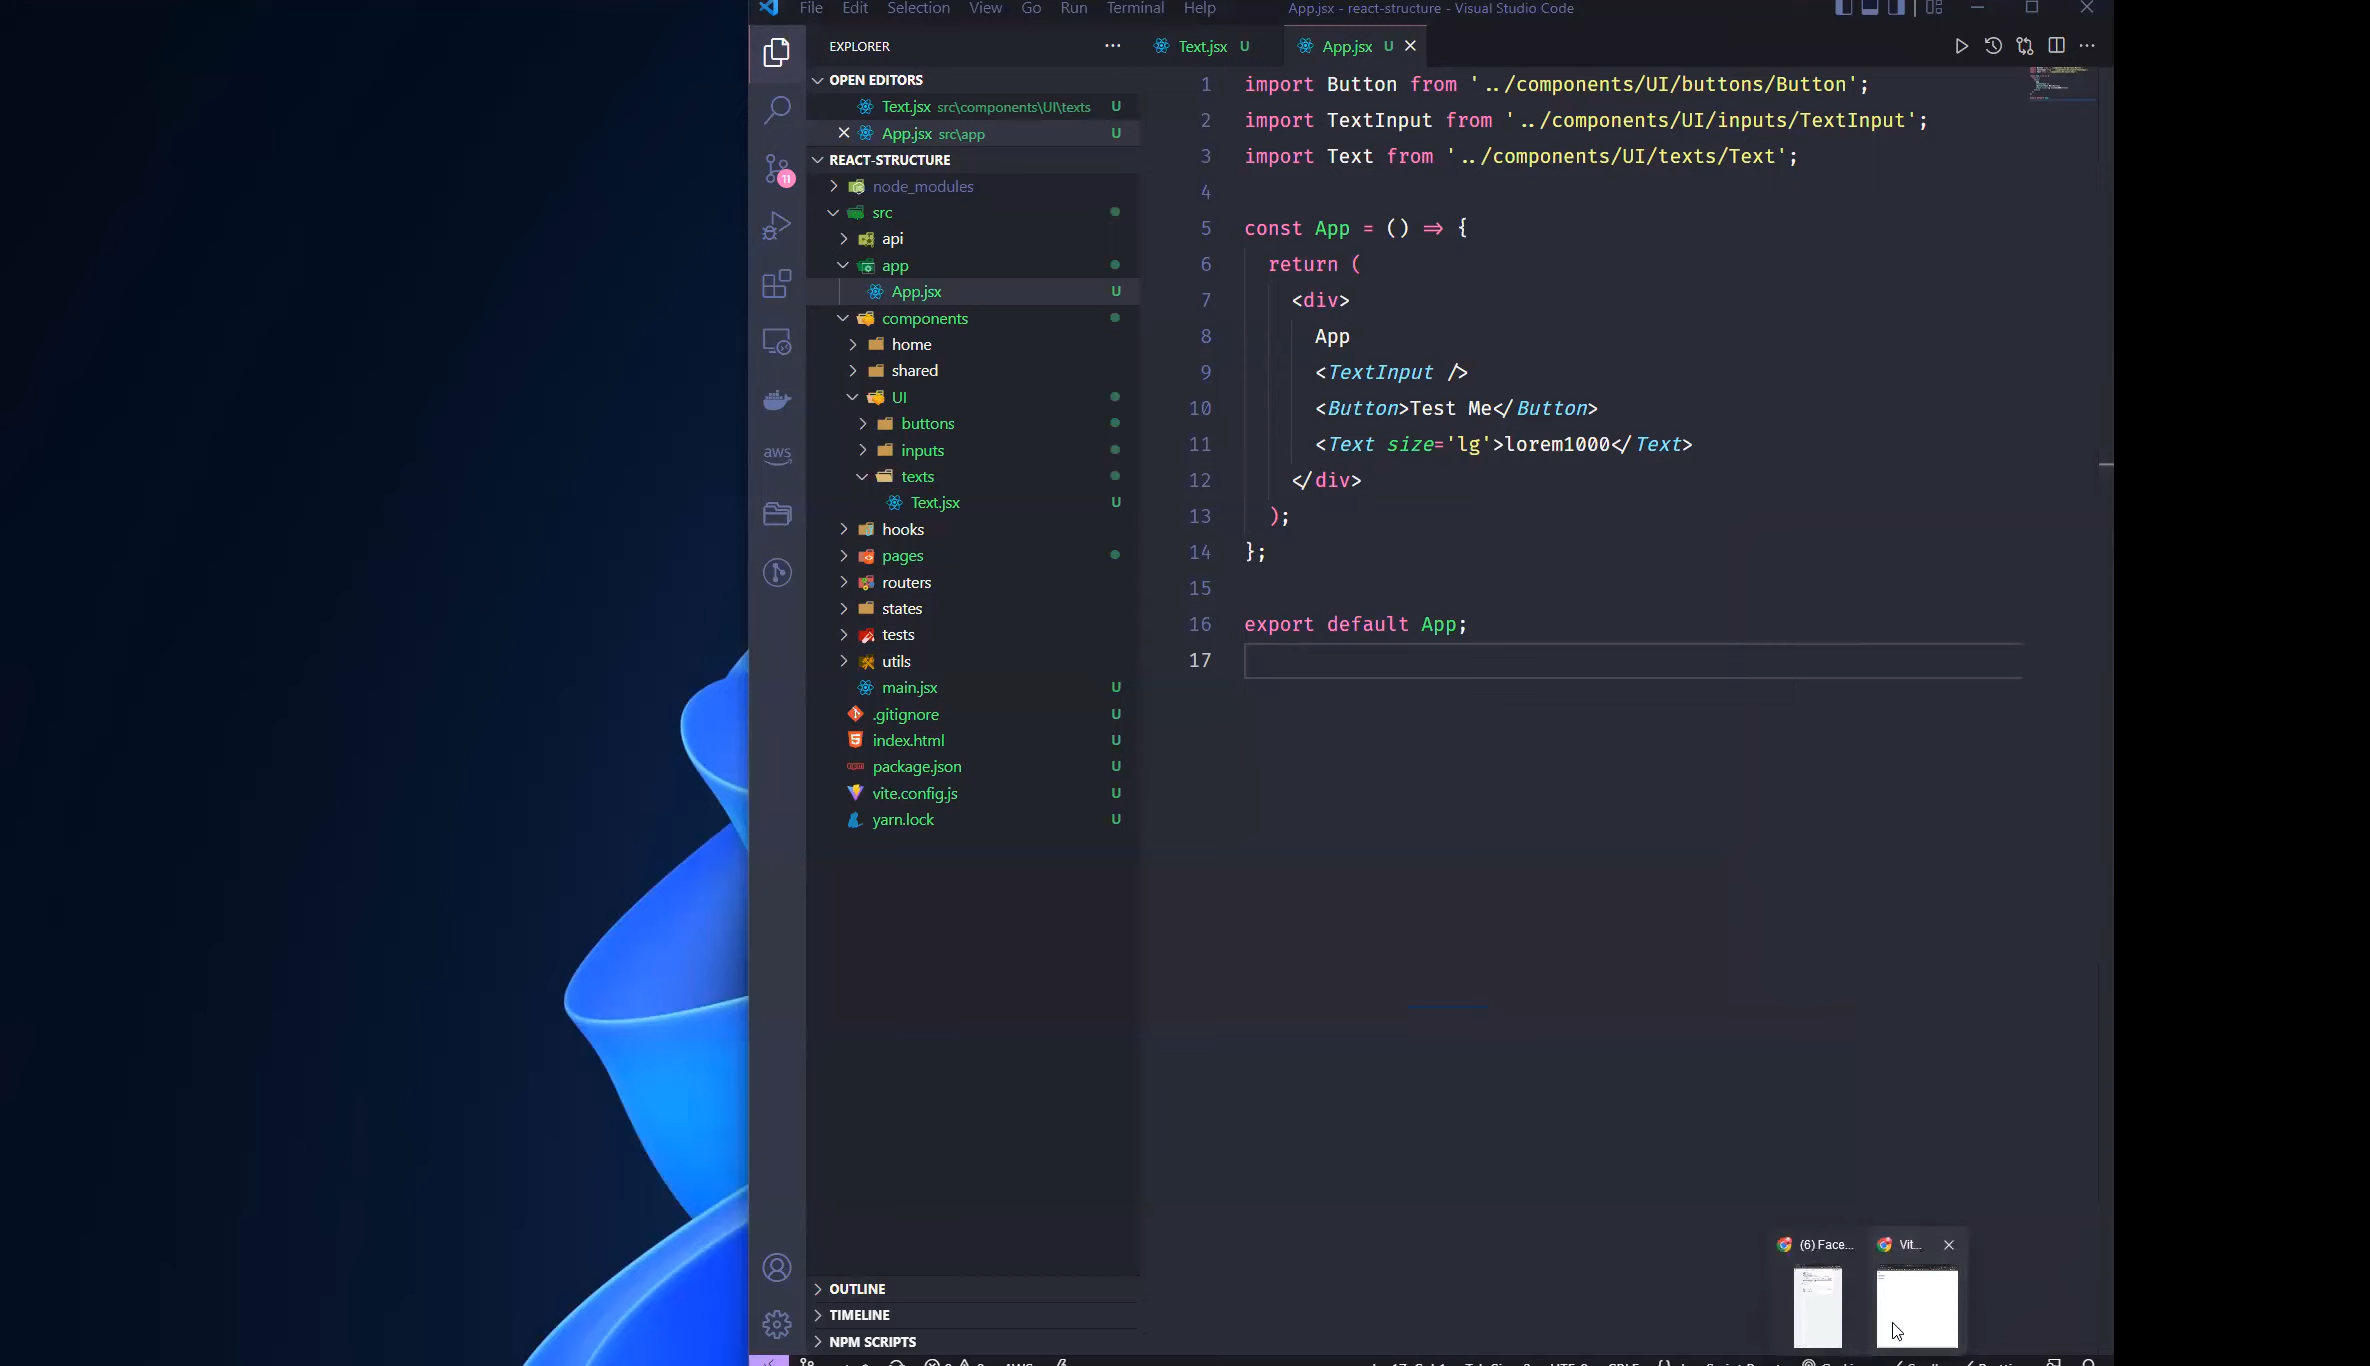 File Edit Selection View Go Run Terminal Help
App.jsx - react-structure - Visual Studio Code
EXPLORER
OPEN EDITORS
Text.jsx src\components\UI\texts U
App.jsx src\app U
REACT-STRUCTURE
node_modules
src
api
app
App.jsx U
components
home
shared
UI
buttons
inputs
texts
Text.jsx U
hooks
pages
routers
states
tests
utils
main.jsx U
.gitignore U
index.html U
package.json U
vite.config.js U
yarn.lock U
OUTLINE
TIMELINE
NPM SCRIPTS
11
aws
Text.jsx U
App.jsx U
1 import Button from '../components/UI/buttons/Button';
2 import TextInput from '../components/UI/inputs/TextInput';
3 import Text from '../components/UI/texts/Text';
4
5 const App = () => {
6 return (
7 <div>
8 App
9 <TextInput />
10 <Button>Test Me</Button>
11 <Text size='lg'>lorem1000</Text>
12 </div>
13 );
14 };
15
16 export default App;
17
(6) Face...
Vit...